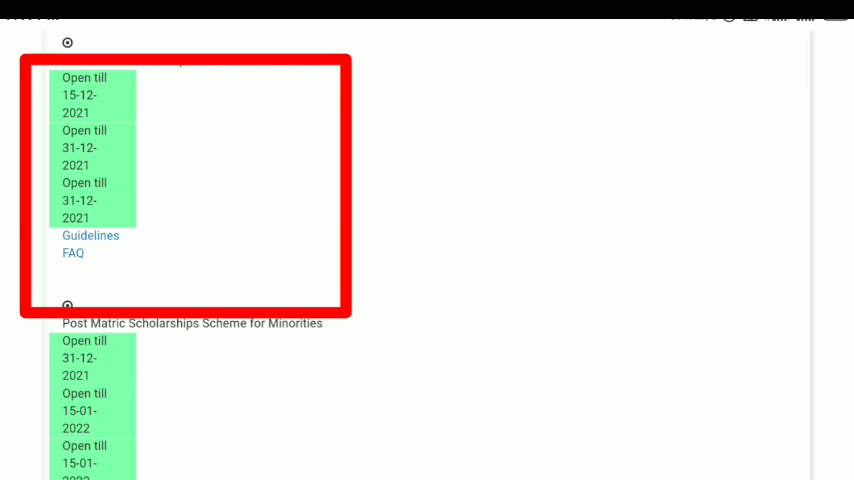 Open till
15-12-
2021
Open till
31-12-
2021
Open till
31-12-
2021
Guidelines
FAQ
Post Matric Scholarships Scheme for Minorities
Open till
31-12-
2021
Open till
15-01-
2022
Open till
15-01-
2022